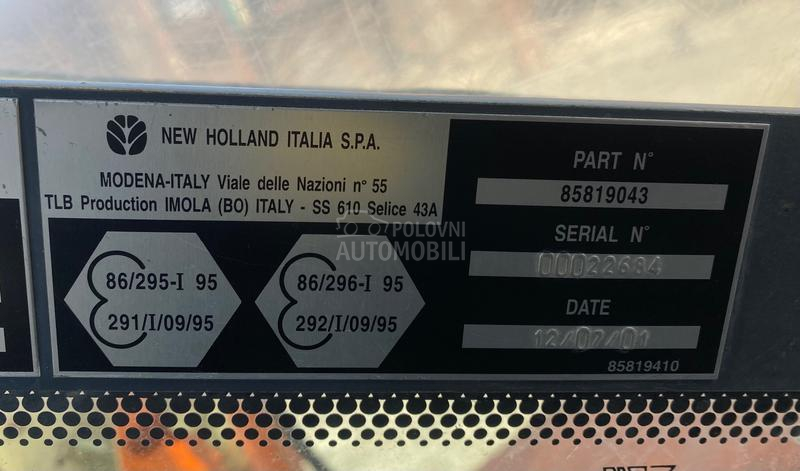 NEW HOLLAND ITALIA S.P.A.
MODENA-ITALY Viale delle Nazioni n° 55
TLB Production IMOLA (BO) ITALY - SS 610 Selice 43A
86/295-I 95
291/I/09/95
86/296-I 95
292/I/09/95
PART N°
85819043
SERIAL N°
00022684
DATE
12/07/01
85819410
POLOVNI
AUTOMOBILI